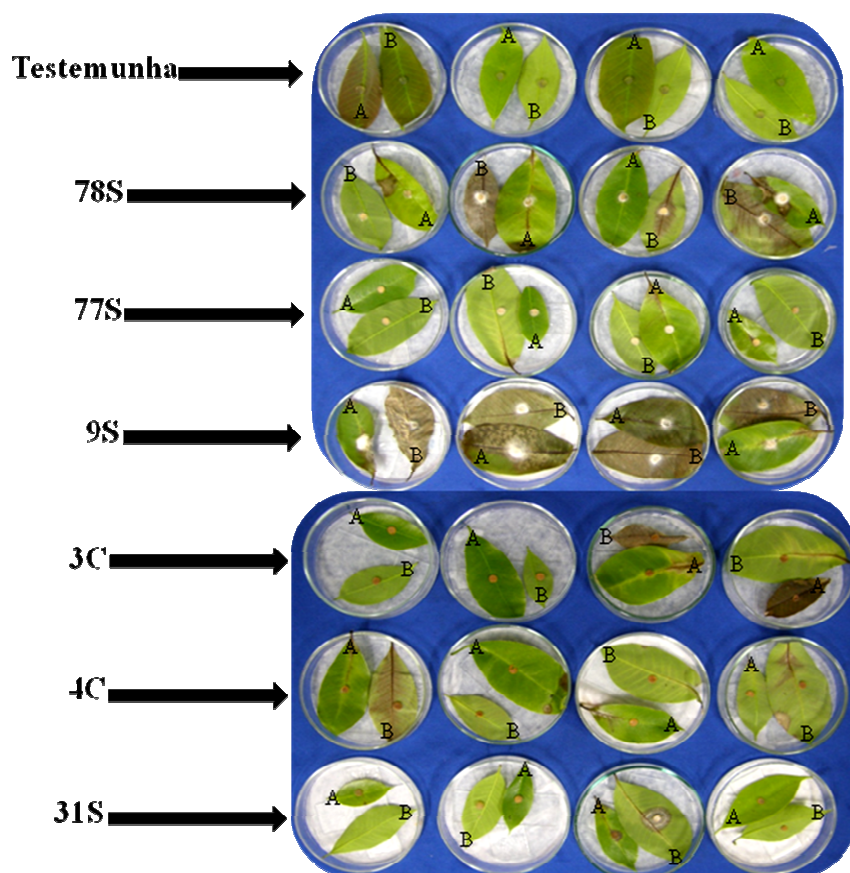 Testemunha
B A A B A B A B
78S
B A B A A B B A
77S
A B B A A B A B
9S
A B B A A B B A
3C
A B A B B A B A
4C
A B A B B A A B
31S
A B B A A B A B